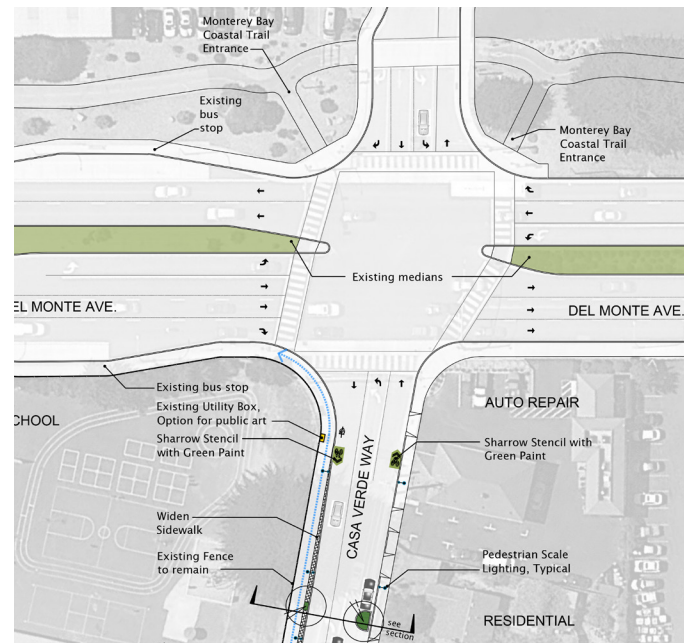 Monterey Bay
Coastal Trail
Entrance
Existing
bus
stop
Monterey Bay
Coastal Trail
Entrance
Existing medians
EL MONTE AVE.
DEL MONTE AVE.
Existing bus stop
Existing Utility Box,
Option for public art
Sharrow Stencil
with Green Paint
CHOOL
AUTO REPAIR
Sharrow Stencil with
Green Paint
CASA VERDE WAY
Widen
Sidewalk
Existing Fence
to remain
Pedestrian Scale
Lighting, Typical
see
section
RESIDENTIAL